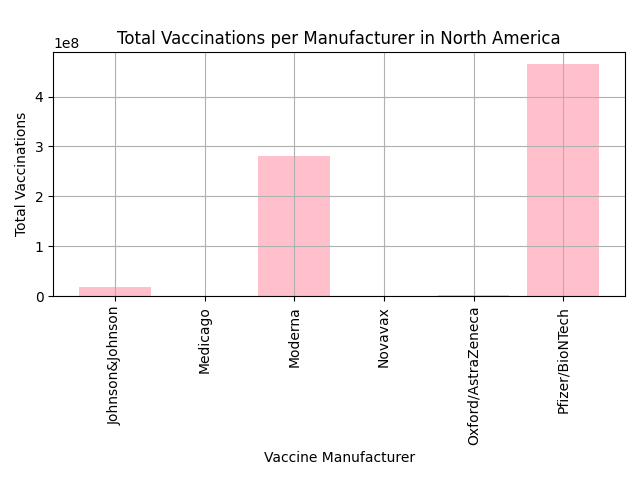 Total Vaccinations per Manufacturer in North America
1e8
4
3
2
1
0
Total Vaccinations
Johnson&Johnson
Medicago
Moderna
Novavax
Oxford/AstraZeneca
Pfizer/BioNTech
Vaccine Manufacturer